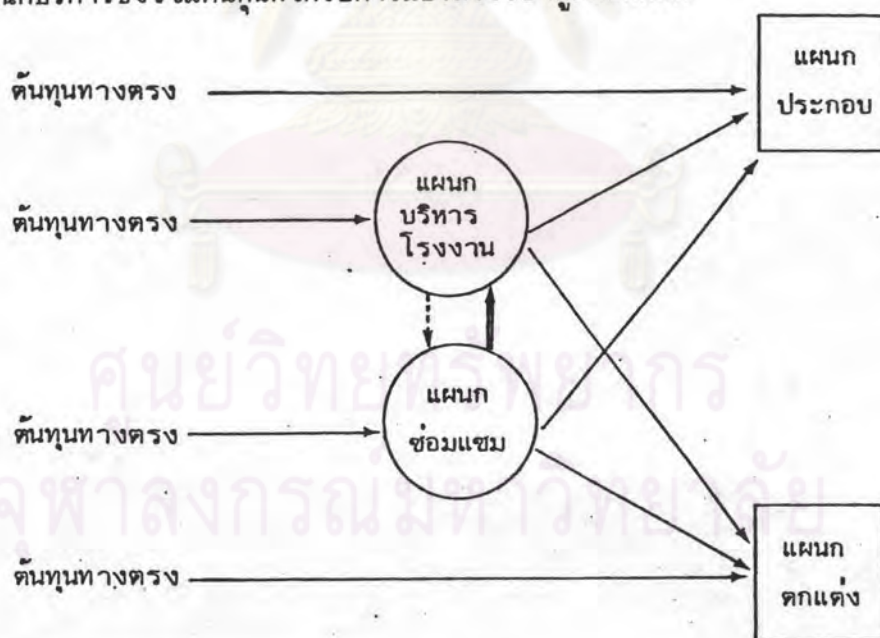 แผนก
ประกอบ
ต้นทุนทางตรง
แผนก
บริหาร
โรงงาน
ต้นทุนทางตรง
แผนก
ซ่อมแซม
ต้นทุนทางตรง
แผนก
ตกแต่ง
ต้นทุนทางตรง
ศูนย์วิทยทรัพยากร
จุฬาลงกรณ์มหาวิทยาลัย